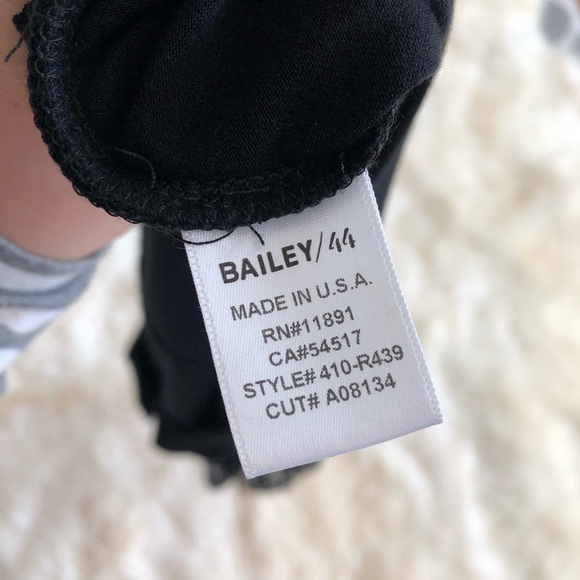 BAILEY/44
MADE IN U.S.A.
RN#11891
CA#54517
STYLE# 410-R439
CUT# A08134